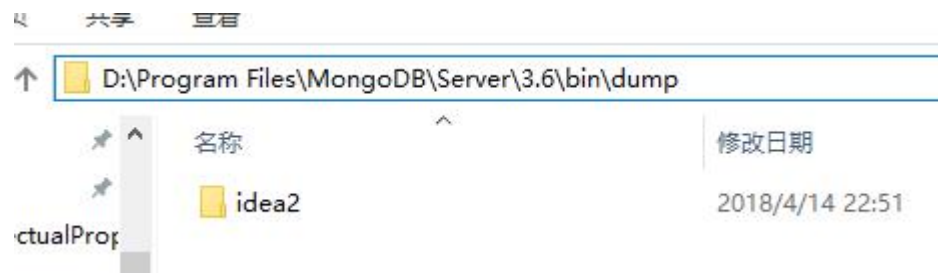 共享 查看
D:\Program Files\MongoDB\Server\3.6\bin\dump
名称 修改日期
idea2 2018/4/14 22:51
ctualProp